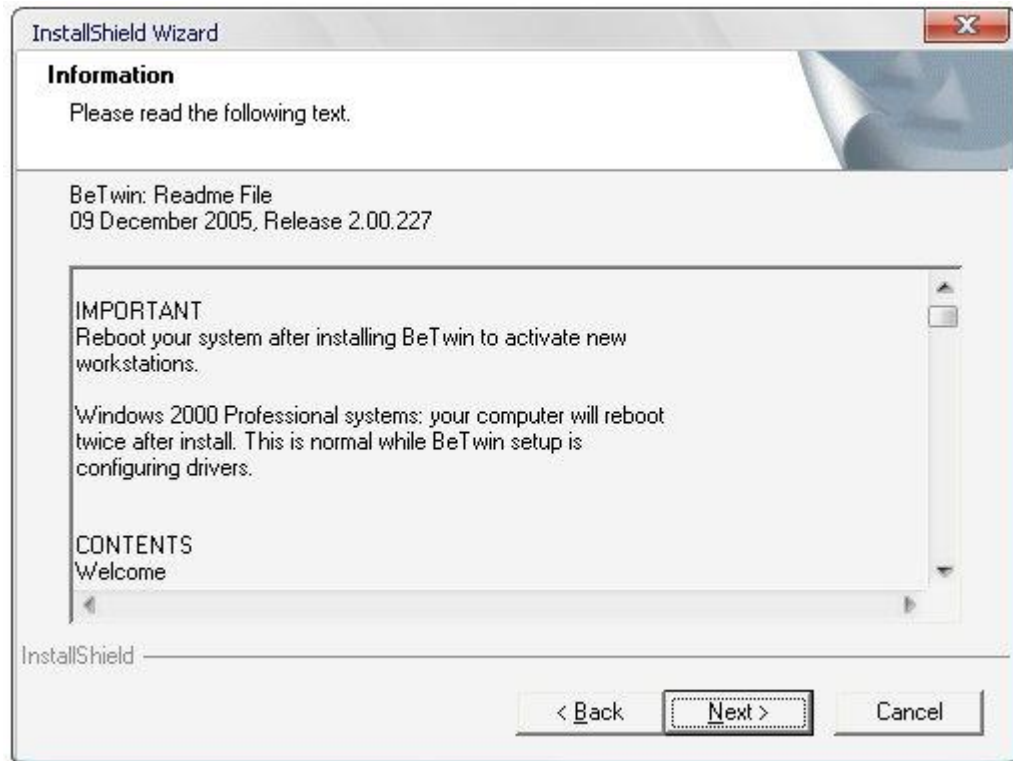 InstallShield Wizard
Information
Please read the following text.
BeTwin: Readme File
09 December 2005, Release 2.00.227
IMPORTANT
Reboot your system after installing BeTwin to activate new
workstations.
Windows 2000 Professional systems: your computer will reboot
twice after install. This is normal while BeTwin setup is
configuring drivers.
CONTENTS
Welcome
InstallShield
< Back
Next >
Cancel